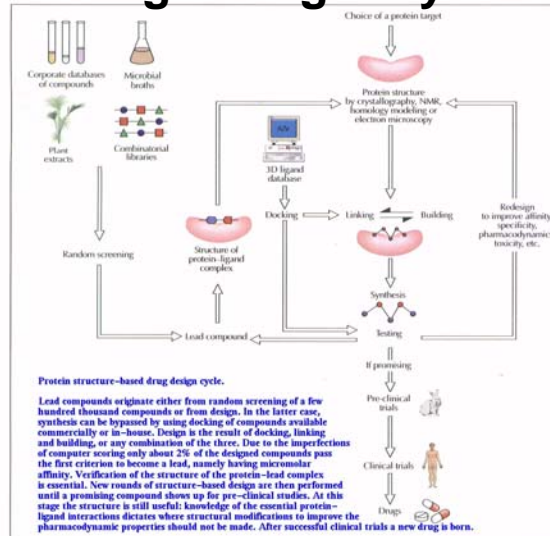 Choice of a protein target
Corporate databases
of compounds
Microbial
broths
Plant
extracts
Combinatorial
libraries
Protein structure
by crystallography, NMR,
homology modeling or
electron microscopy
3D ligand
database
Docking
Linking
Building
Redesign
to improve affinity
specificity,
pharmacodynamic
toxicity, etc.
Random screening
Structure of
protein-ligand
complex
Synthesis
Lead compound
Testing
If promising
Pre-clinical
trials
Clinical trials
Drugs
Protein structure-based drug design cycle.
Lead compounds originate either from random screening of a few
hundred thousand compounds or from design. In the latter case,
synthesis can be bypassed by using docking of compounds available
commercially or in-house. Design is the result of docking, linking
and building, or any combination of the three. Due to the imperfections
of computer scoring only about 2% of the designed compounds pass
the first criterion to become a lead, namely having micromolar
affinity. Verification of the structure of the protein-lead complex
is essential. New rounds of structure-based design are then performed
until a promising compound shows up for pre-clinical studies. At this
stage the structure is still useful: knowledge of the essential protein-
ligand interactions dictates where structural modifications to improve the
pharmacodynamic properties should not be made. After successful clinical trials a new drug is born.